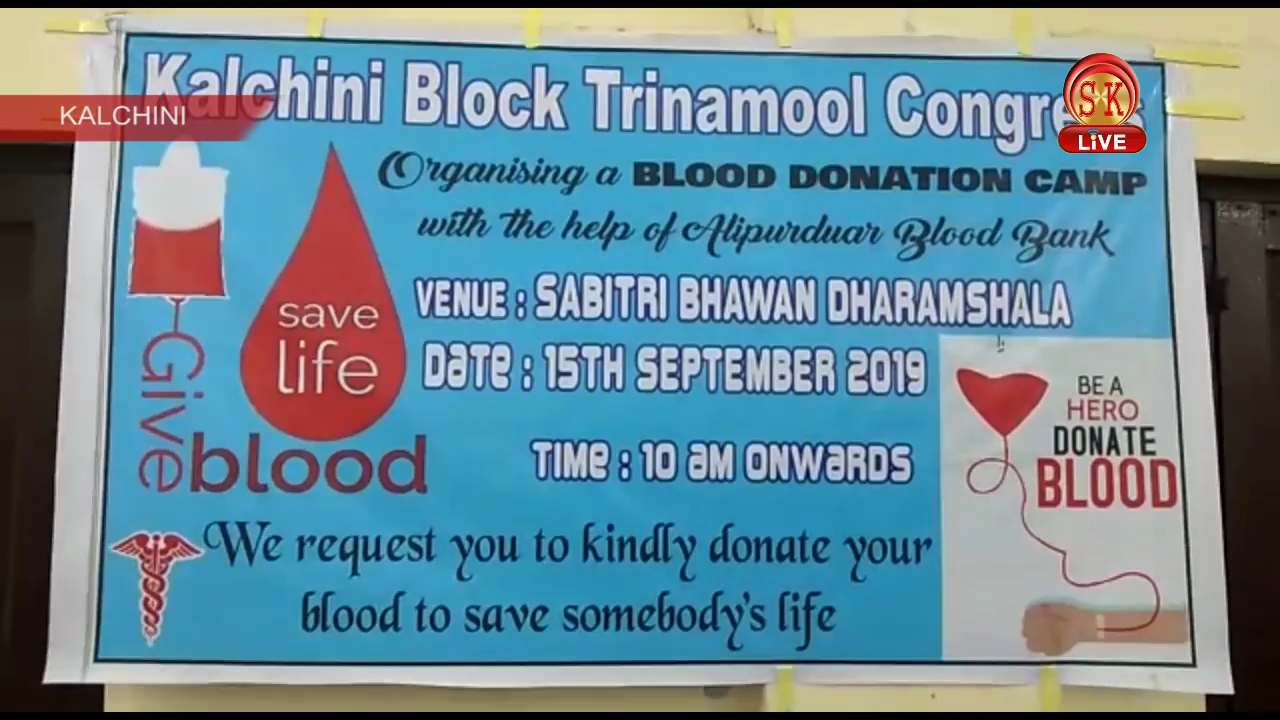 Kalchini Block Trinamool Congress
KALCHINI
SK
LiVE
Organising a BLOOD DONATION CAMP
with the help of Alipurduar Blood Bank
VENUE : SABITRI BHAWAN DHARAMSHALA
DaTe : 15TH SEPTEMBER 2019
TIMe : 10 aM ONWaRDS
save
life
Give
blood
BE A
HERO
DONATE
BLOOD
We request you to kindly donate your
blood to save somebody's life